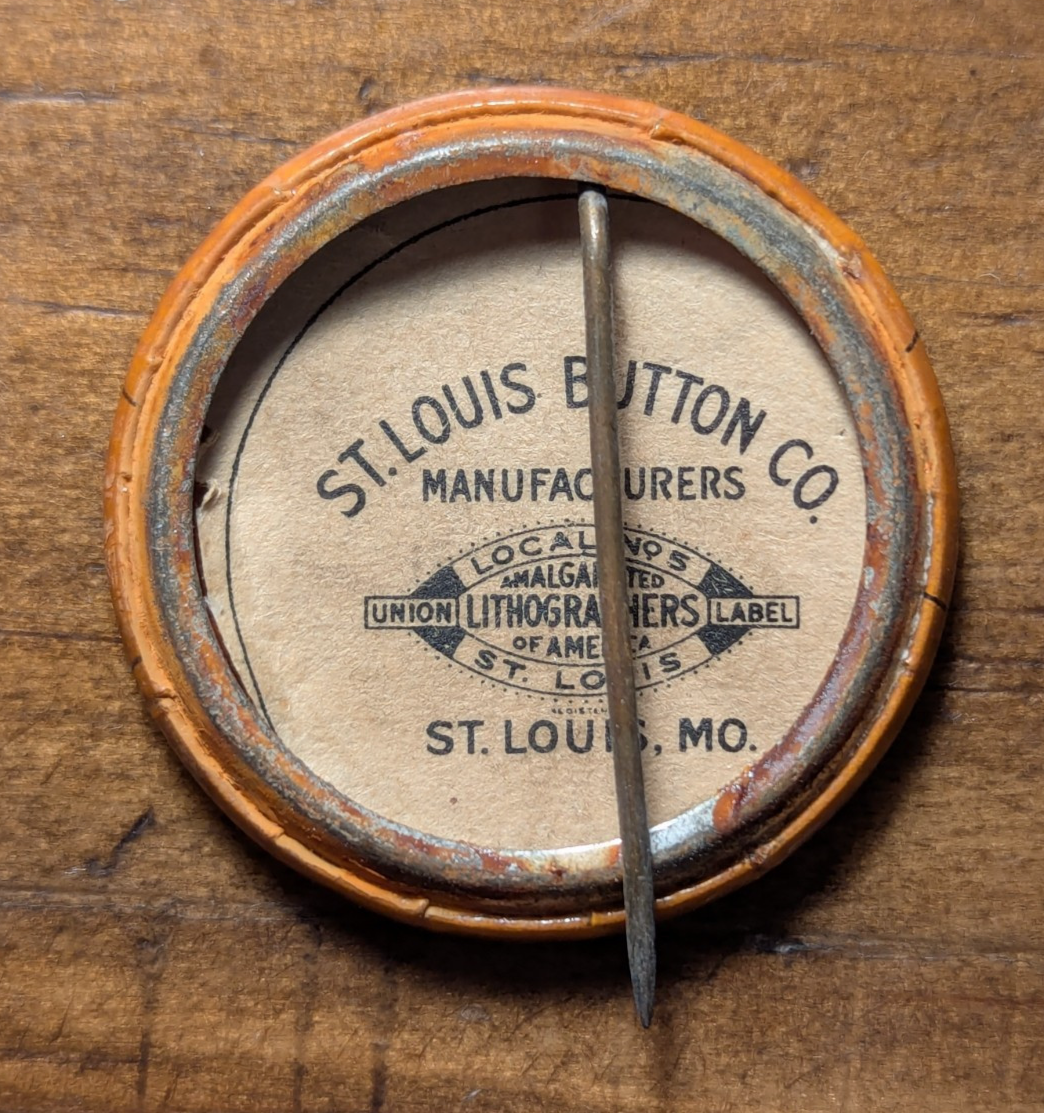 ST. LOUIS BUTTON CO.
MANUFACTURERS
LOCAL No 5
AMALGAMATED
UNION LITHOGRAPHERS LABEL
OF AMERICA
ST. LOUIS
REGISTERED
ST. LOUIS, MO.